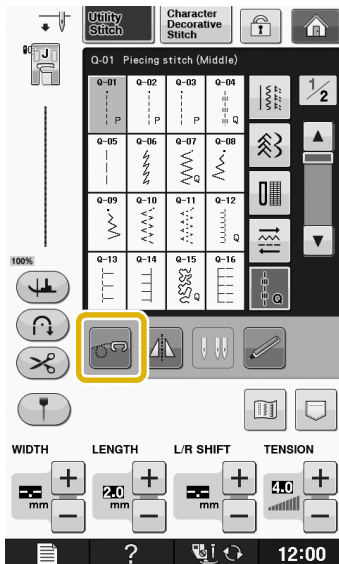 Utility
Stitch
Character
Decorative
Stitch
J
Q-01 Piecing stitch (Middle)
1/2
Q-01 Q-02 Q-03 Q-04
P P P Q
Q-05 Q-06 Q-07 Q-08
Q
Q-09 Q-10 Q-11 Q-12
Q
Q-13 Q-14 Q-15 Q-16
Q
Q
100%
WIDTH LENGTH L/R SHIFT TENSION
-.- 2.0 -.- 4.0
mm mm mm
+ + + +
− − − −
? 12:00